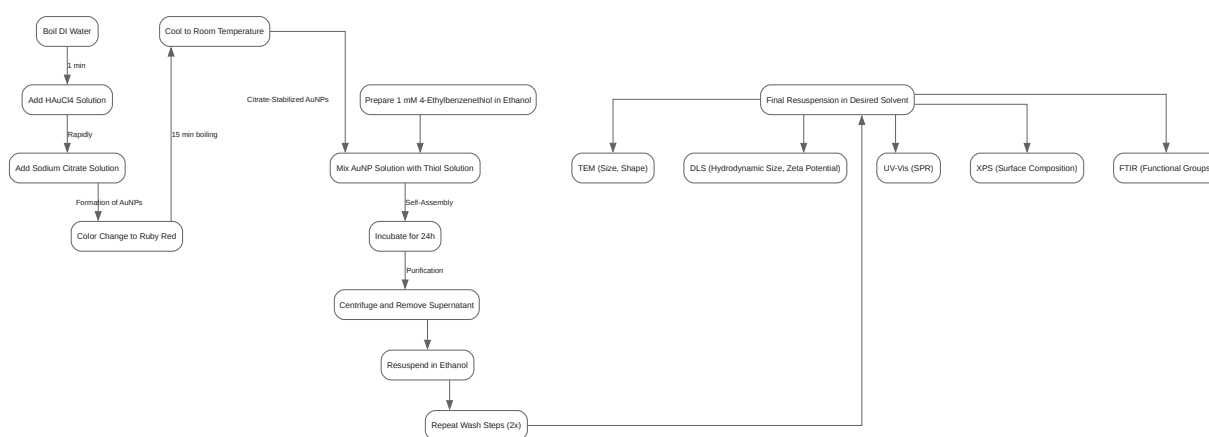 Boil DI Water
1 min
Add HAuCl4 Solution
Rapidly
Add Sodium Citrate Solution
Formation of AuNPs
Color Change to Ruby Red
15 min boiling
Cool to Room Temperature
Citrate-Stabilized AuNPs
Prepare 1 mM 4-Ethylbenzenethiol in Ethanol
Mix AuNP Solution with Thiol Solution
Self-Assembly
Incubate for 24h
Purification
Centrifuge and Remove Supernatant
Resuspend in Ethanol
Repeat Wash Steps (2x)
Final Resuspension in Desired Solvent
TEM (Size, Shape)
DLS (Hydrodynamic Size, Zeta Potential)
UV-Vis (SPR)
XPS (Surface Composition)
FTIR (Functional Groups